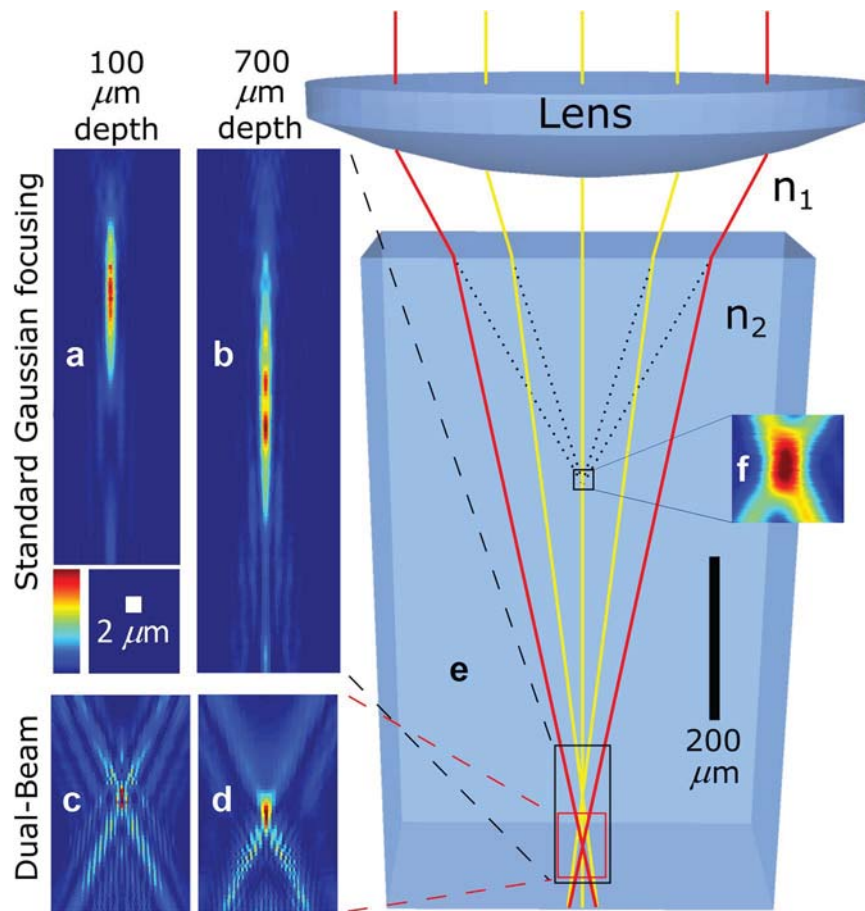 100
μm
depth
700
μm
depth
Lens
n1
n2
Standard Gaussian focusing
a
b
f
2 μm
e
200
μm
Dual-Beam
c
d